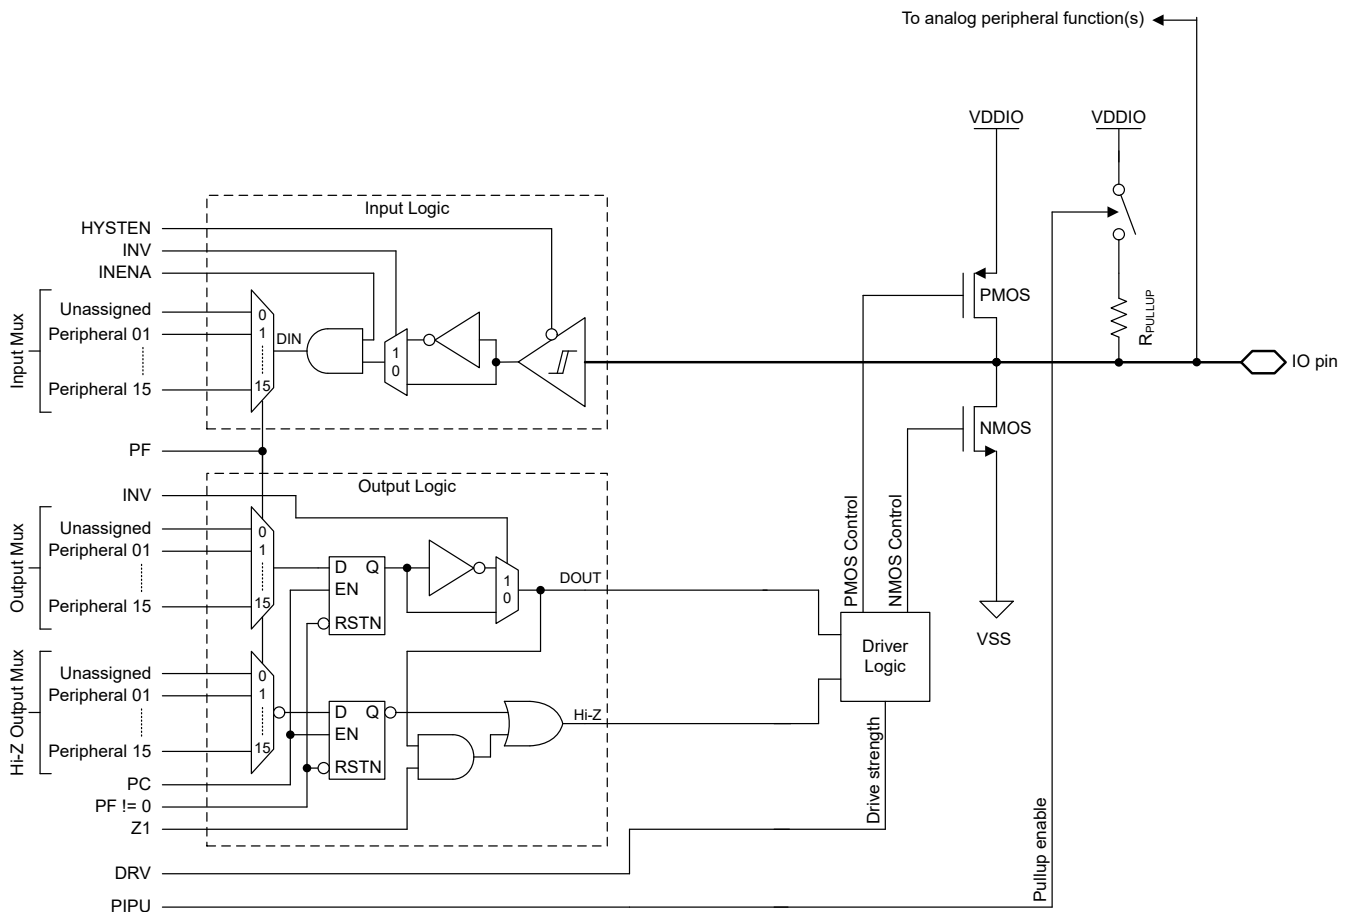 To analog peripheral function(s)
VDDIO
VDDIO
Input Logic
HYSTEN
INV
INENA
Input Mux
Unassigned
Peripheral 01
Peripheral 15
0
1
15
DIN
1
0
PMOS
RPULLUP
IO pin
NMOS
PF
Output Logic
INV
Output Mux
Unassigned
Peripheral 01
Peripheral 15
0
1
15
D Q
EN
RSTN
1
0
DOUT
PMOS Control
NMOS Control
Driver
Logic
VSS
Hi-Z Output Mux
Unassigned
Peripheral 01
Peripheral 15
0
1
15
D Q
EN
RSTN
Hi-Z
Drive strength
Pullup enable
PC
PF != 0
Z1
DRV
PIPU